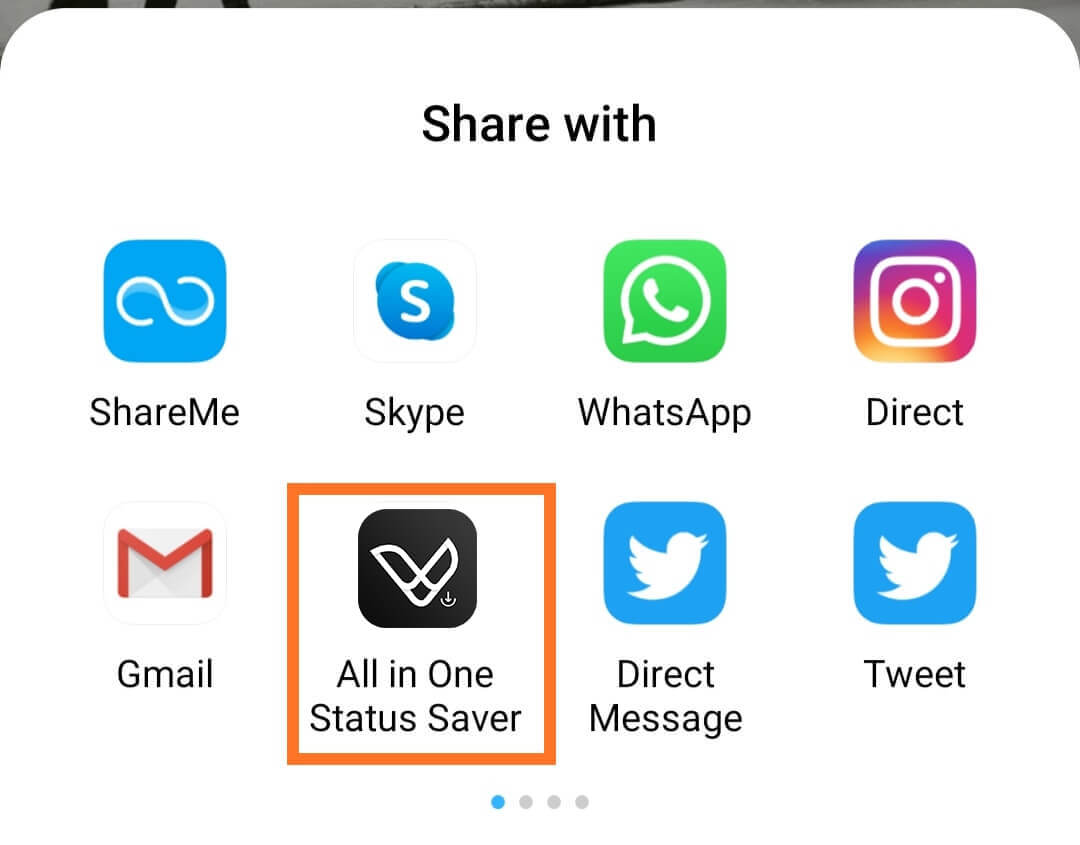 Share with
S
ShareMe
Skype
WhatsApp
Direct
Gmail
All in One
Status Saver
Direct
Message
Tweet